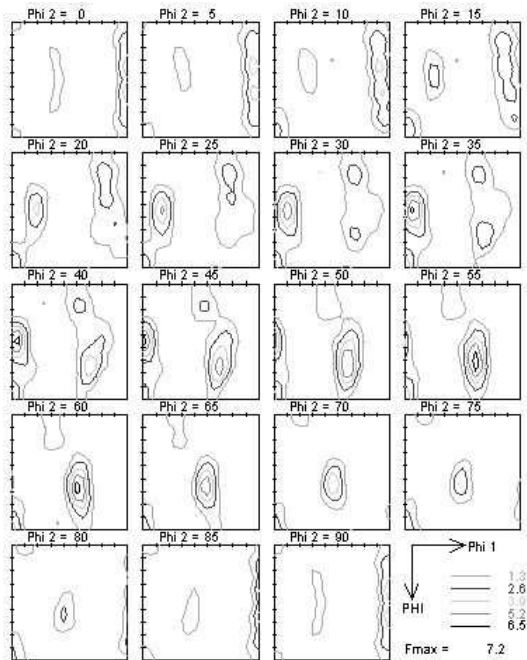 Phi 2 = 0 Phi 2 = 5 Phi 2 = 10 Phi 2 = 15
Phi 2 = 20 Phi 2 = 25 Phi 2 = 30 Phi 2 = 35
Phi 2 = 40 Phi 2 = 45 Phi 2 = 50 Phi 2 = 55
Phi 2 = 60 Phi 2 = 65 Phi 2 = 70 Phi 2 = 75
Phi 2 = 80 Phi 2 = 85 Phi 2 = 90
Phi 1
PHI
1.3
2.6
3.9
5.2
6.5
Fmax = 7.2